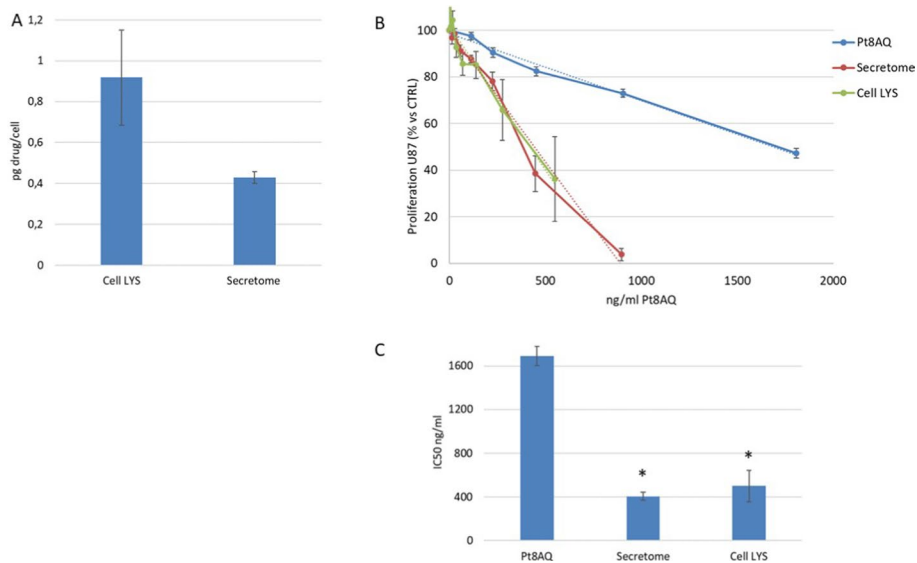 A
1,2
1
0,8
0,6
0,4
0,2
0
pg drug/cell
Cell LYS
Secretome
B
100
80
60
40
20
0
Proliferation U87 (% vs CTRL)
0
500
1000
1500
2000
ng/ml Pt8AQ
Pt8AQ
Secretome
Cell LYS
C
1600
1200
800
400
0
IC50 ng/ml
*
*
Pt8AQ
Secretome
Cell LYS